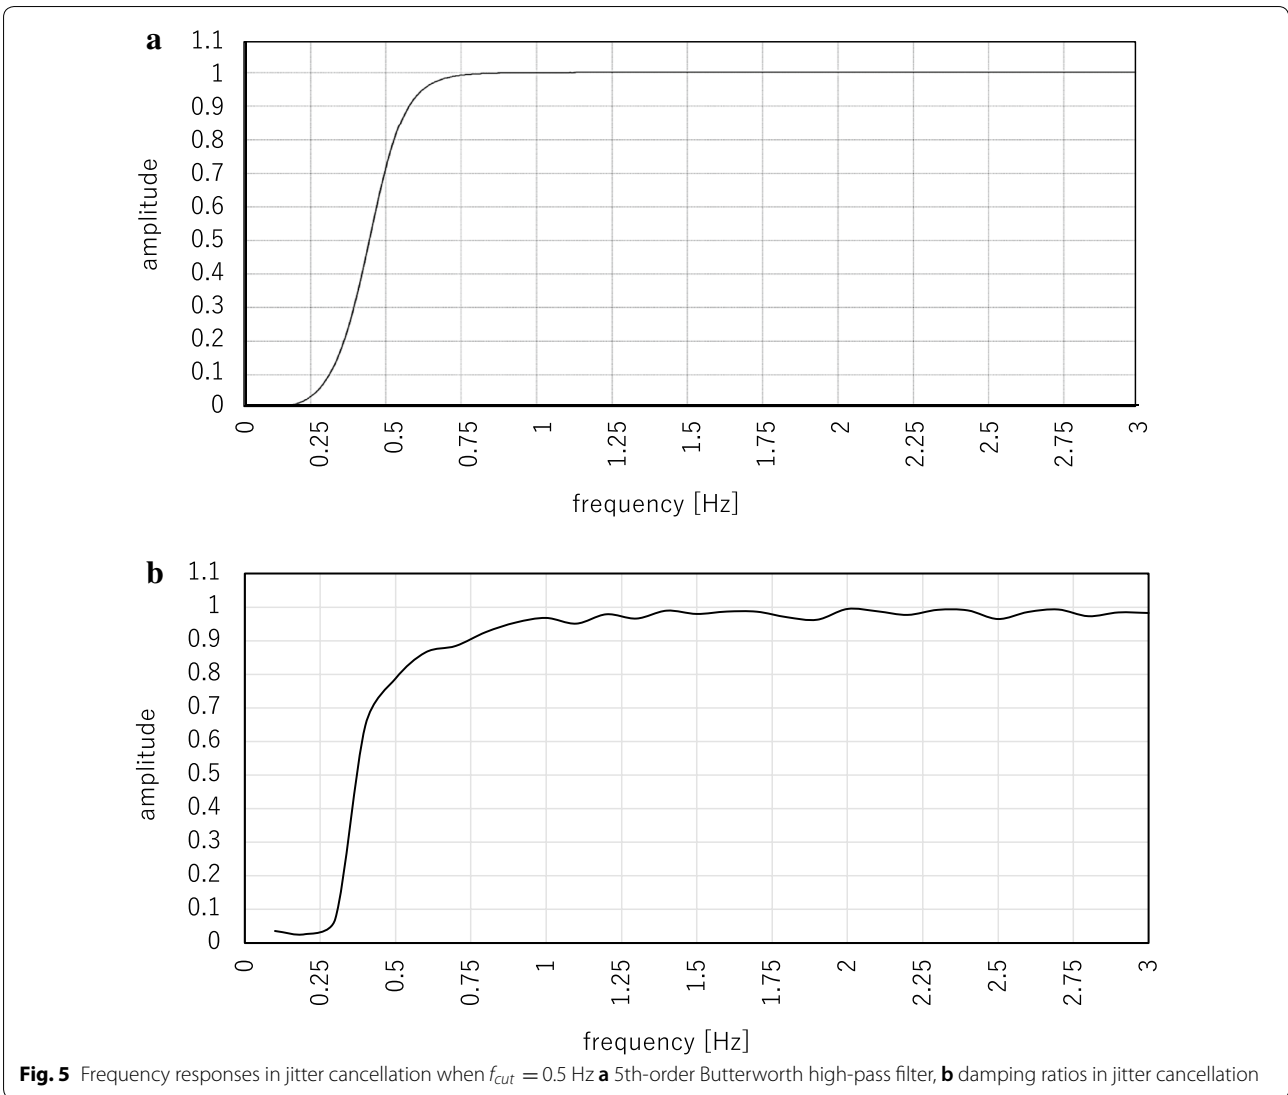 a
1.1
1
0.9
0.8
0.7
0.6
0.5
0.4
0.3
0.2
0.1
0
amplitude
0 0.25 0.5 0.75 1 1.25 1.5 1.75 2 2.25 2.5 2.75 3
frequency [Hz]
b
1.1
1
0.9
0.8
0.7
0.6
0.5
0.4
0.3
0.2
0.1
0
amplitude
0 0.25 0.5 0.75 1 1.25 1.5 1.75 2 2.25 2.5 2.75 3
frequency [Hz]
Fig. 5 Frequency responses in jitter cancellation when f_cut = 0.5 Hz a 5th-order Butterworth high-pass filter, b damping ratios in jitter cancellation